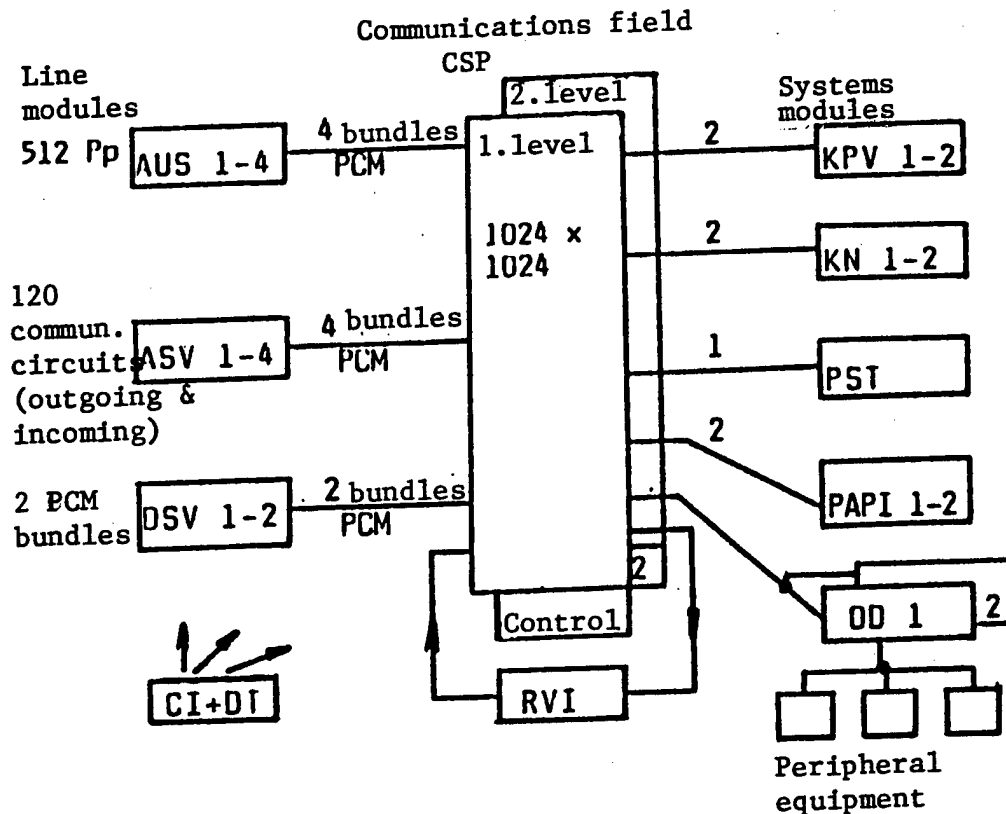 Communications field
CSP
Line
modules
512 Pp
AUS 1-4
4 bundles
PCM
2.level
1.level
1024 x
1024
Systems
modules
2
KPV 1-2
2
KN 1-2
120
commun.
circuits
(outgoing &
incoming)
ASV 1-4
4 bundles
PCM
1
PST
2
PAPI 1-2
2 PCM
bundles
DSV 1-2
2 bundles
PCM
2
Control
OD 1
2
CI+DT
RVI
Peripheral
equipment